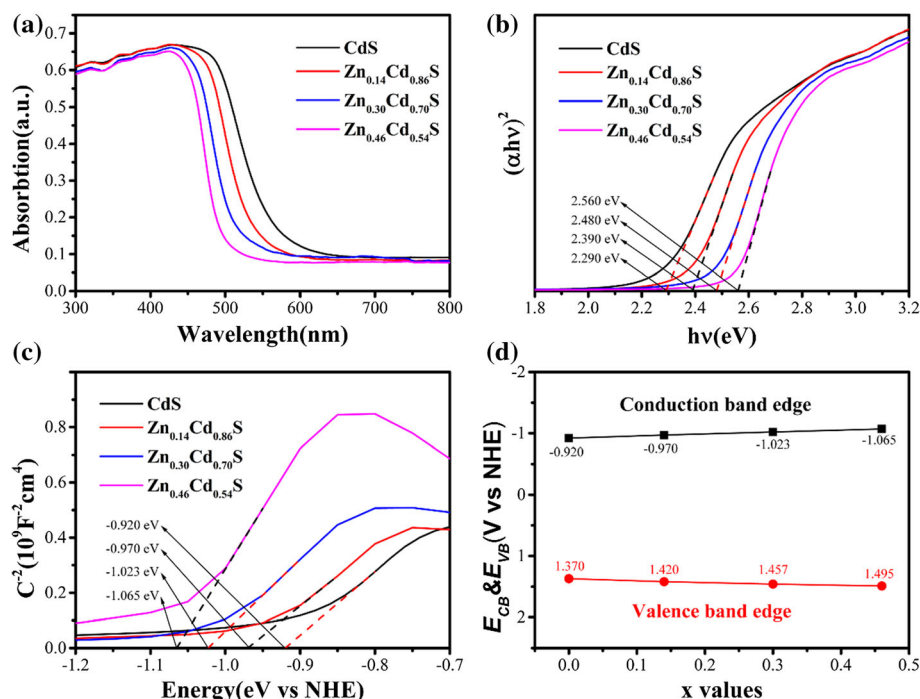 (a)
0.7
0.6
0.5
0.4
0.3
0.2
0.1
0.0
Absorbtion(a.u.)
CdS
Zn0.14Cd0.86S
Zn0.30Cd0.70S
Zn0.46Cd0.54S
300 400 500 600 700 800
Wavelength(nm)
(b)
(αhν)²
CdS
Zn0.14Cd0.86S
Zn0.30Cd0.70S
Zn0.46Cd0.54S
2.560 eV
2.480 eV
2.390 eV
2.290 eV
1.8 2.0 2.2 2.4 2.6 2.8 3.0 3.2
hν(eV)
(c)
0.8
0.6
0.4
0.2
0.0
C⁻²(10⁹F⁻²cm⁴)
CdS
Zn0.14Cd0.86S
Zn0.30Cd0.70S
Zn0.46Cd0.54S
-0.920 eV
-0.970 eV
-1.023 eV
-1.065 eV
-1.2 -1.1 -1.0 -0.9 -0.8 -0.7
Energy(eV vs NHE)
(d)
-2
-1
0
1
2
ECB&EVB(V vs NHE)
Conduction band edge
-0.920 -0.970 -1.023 -1.065
1.370 1.420 1.457 1.495
Valence band edge
0.0 0.1 0.2 0.3 0.4 0.5
x values